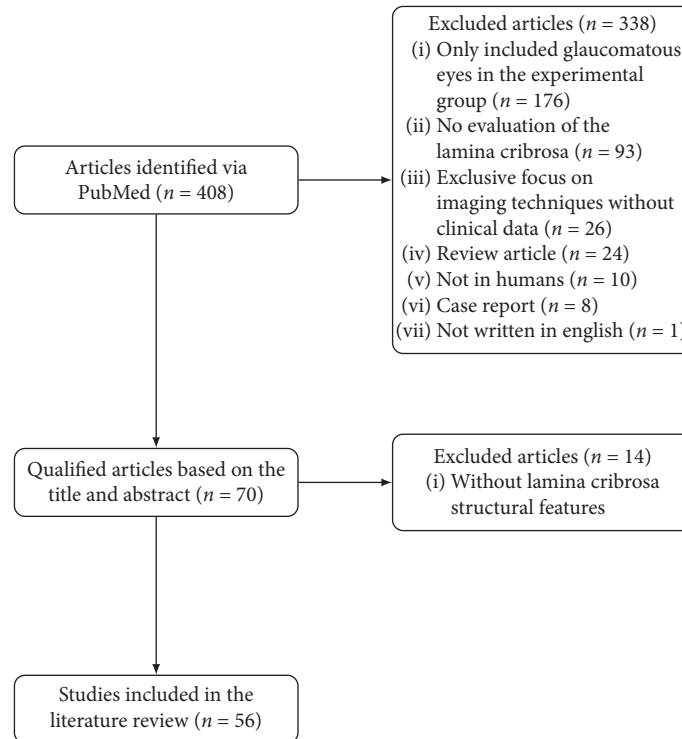 Articles identified via
PubMed (n = 408)
Excluded articles (n = 338)
(i) Only included glaucomatous
eyes in the experimental
group (n = 176)
(ii) No evaluation of the
lamina cribrosa (n = 93)
(iii) Exclusive focus on
imaging techniques without
clinical data (n = 26)
(iv) Review article (n = 24)
(v) Not in humans (n = 10)
(vi) Case report (n = 8)
(vii) Not written in english (n = 1)
Qualified articles based on the
title and abstract (n = 70)
Excluded articles (n = 14)
(i) Without lamina cribrosa
structural features
Studies included in the
literature review (n = 56)